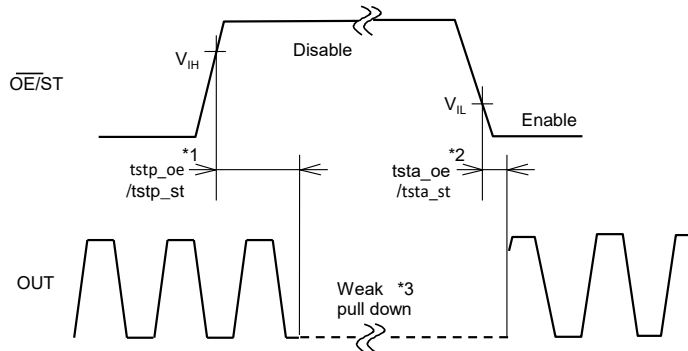 Disable
V_IH
OE/ST
V_IL
Enable
*1
tstp_oe
/tstp_st
*2
tsta_oe
/tsta_st
OUT
Weak *3
pull down